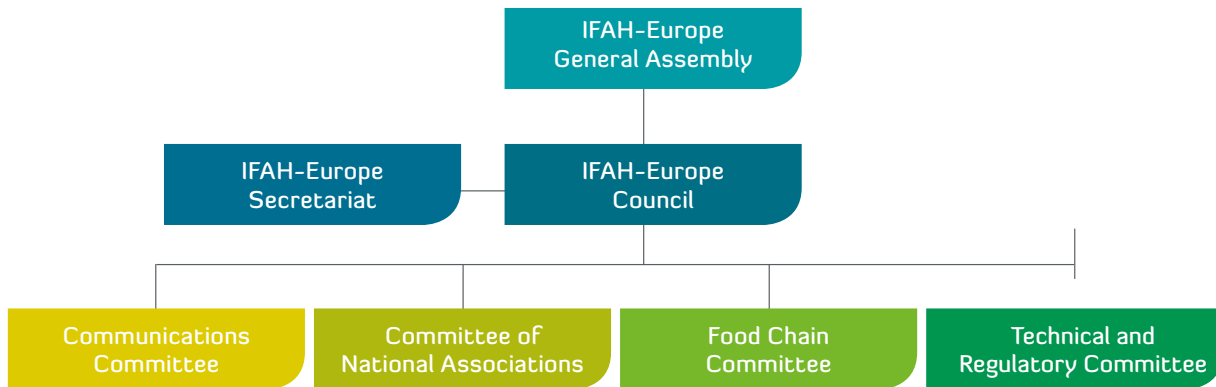 IFAH-Europe
General Assembly
IFAH-Europe
Secretariat
IFAH-Europe
Council
Communications
Committee
Committee of
National Associations
Food Chain
Committee
Technical and
Regulatory Committee